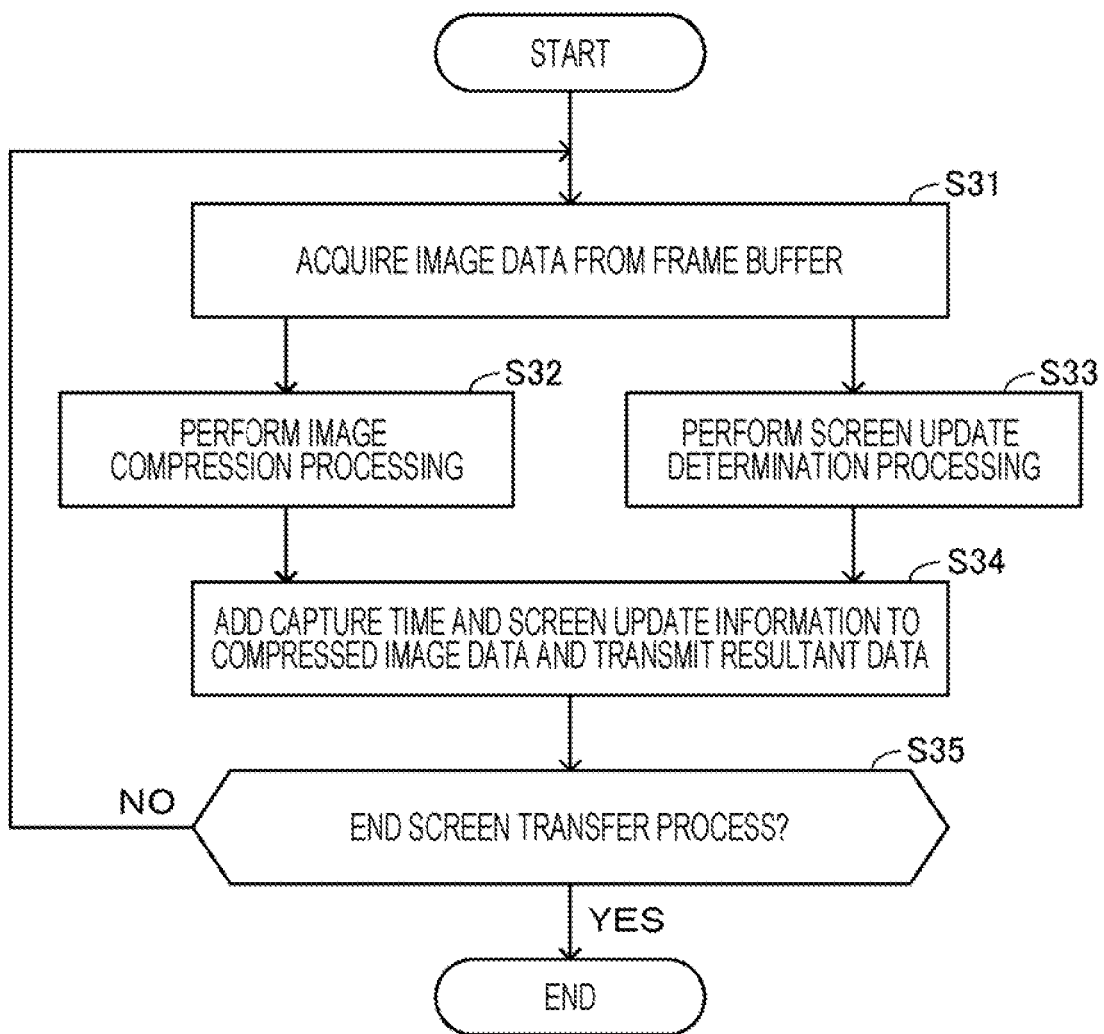 START
S31
ACQUIRE IMAGE DATA FROM FRAME BUFFER
S32
PERFORM IMAGE
COMPRESSION PROCESSING
S33
PERFORM SCREEN UPDATE
DETERMINATION PROCESSING
S34
ADD CAPTURE TIME AND SCREEN UPDATE INFORMATION TO
COMPRESSED IMAGE DATA AND TRANSMIT RESULTANT DATA
S35
NO
END SCREEN TRANSFER PROCESS?
YES
END